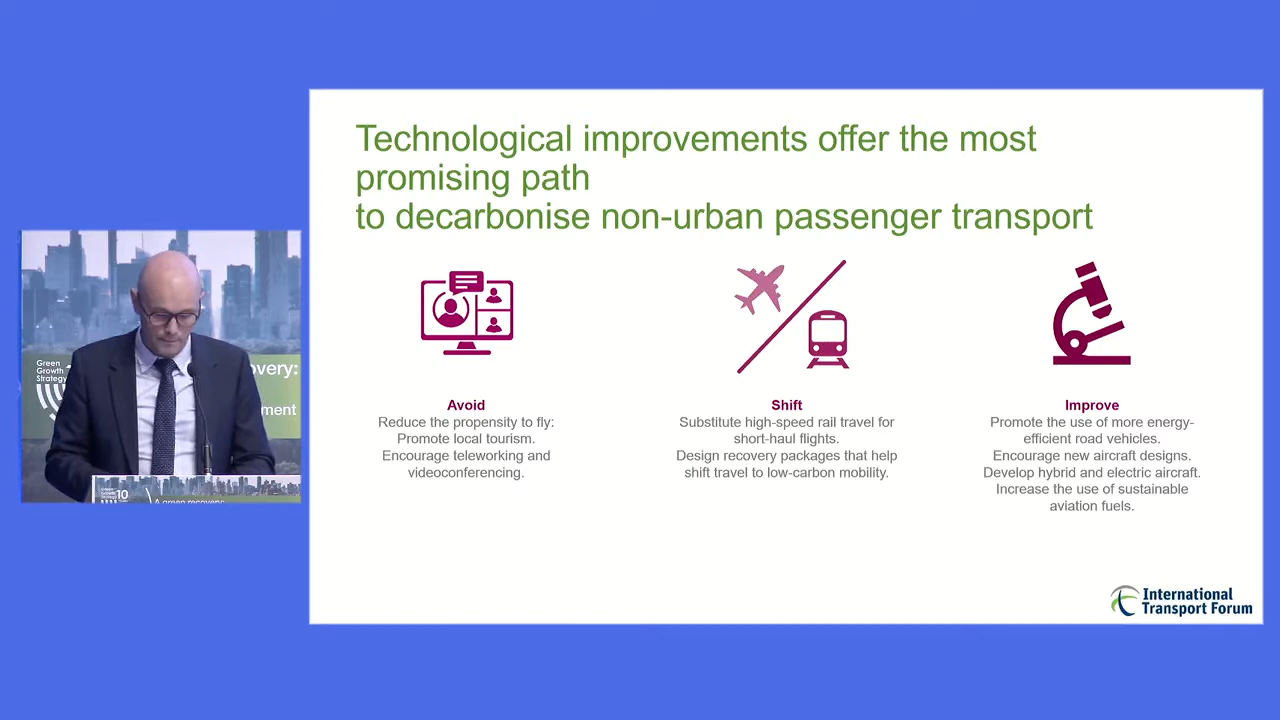 Technological improvements offer the most
promising path
to decarbonise non-urban passenger transport
Avoid
Reduce the propensity to fly:
Promote local tourism.
Encourage teleworking and
videoconferencing.
Shift
Substitute high-speed rail travel for
short-haul flights.
Design recovery packages that help
shift travel to low-carbon mobility.
Improve
Promote the use of more energy-
efficient road vehicles.
Encourage new aircraft designs.
Develop hybrid and electric aircraft.
Increase the use of sustainable
aviation fuels.
International
Transport Forum
Green
Growth
Strategy
overy:
ment
10
A green recovery: